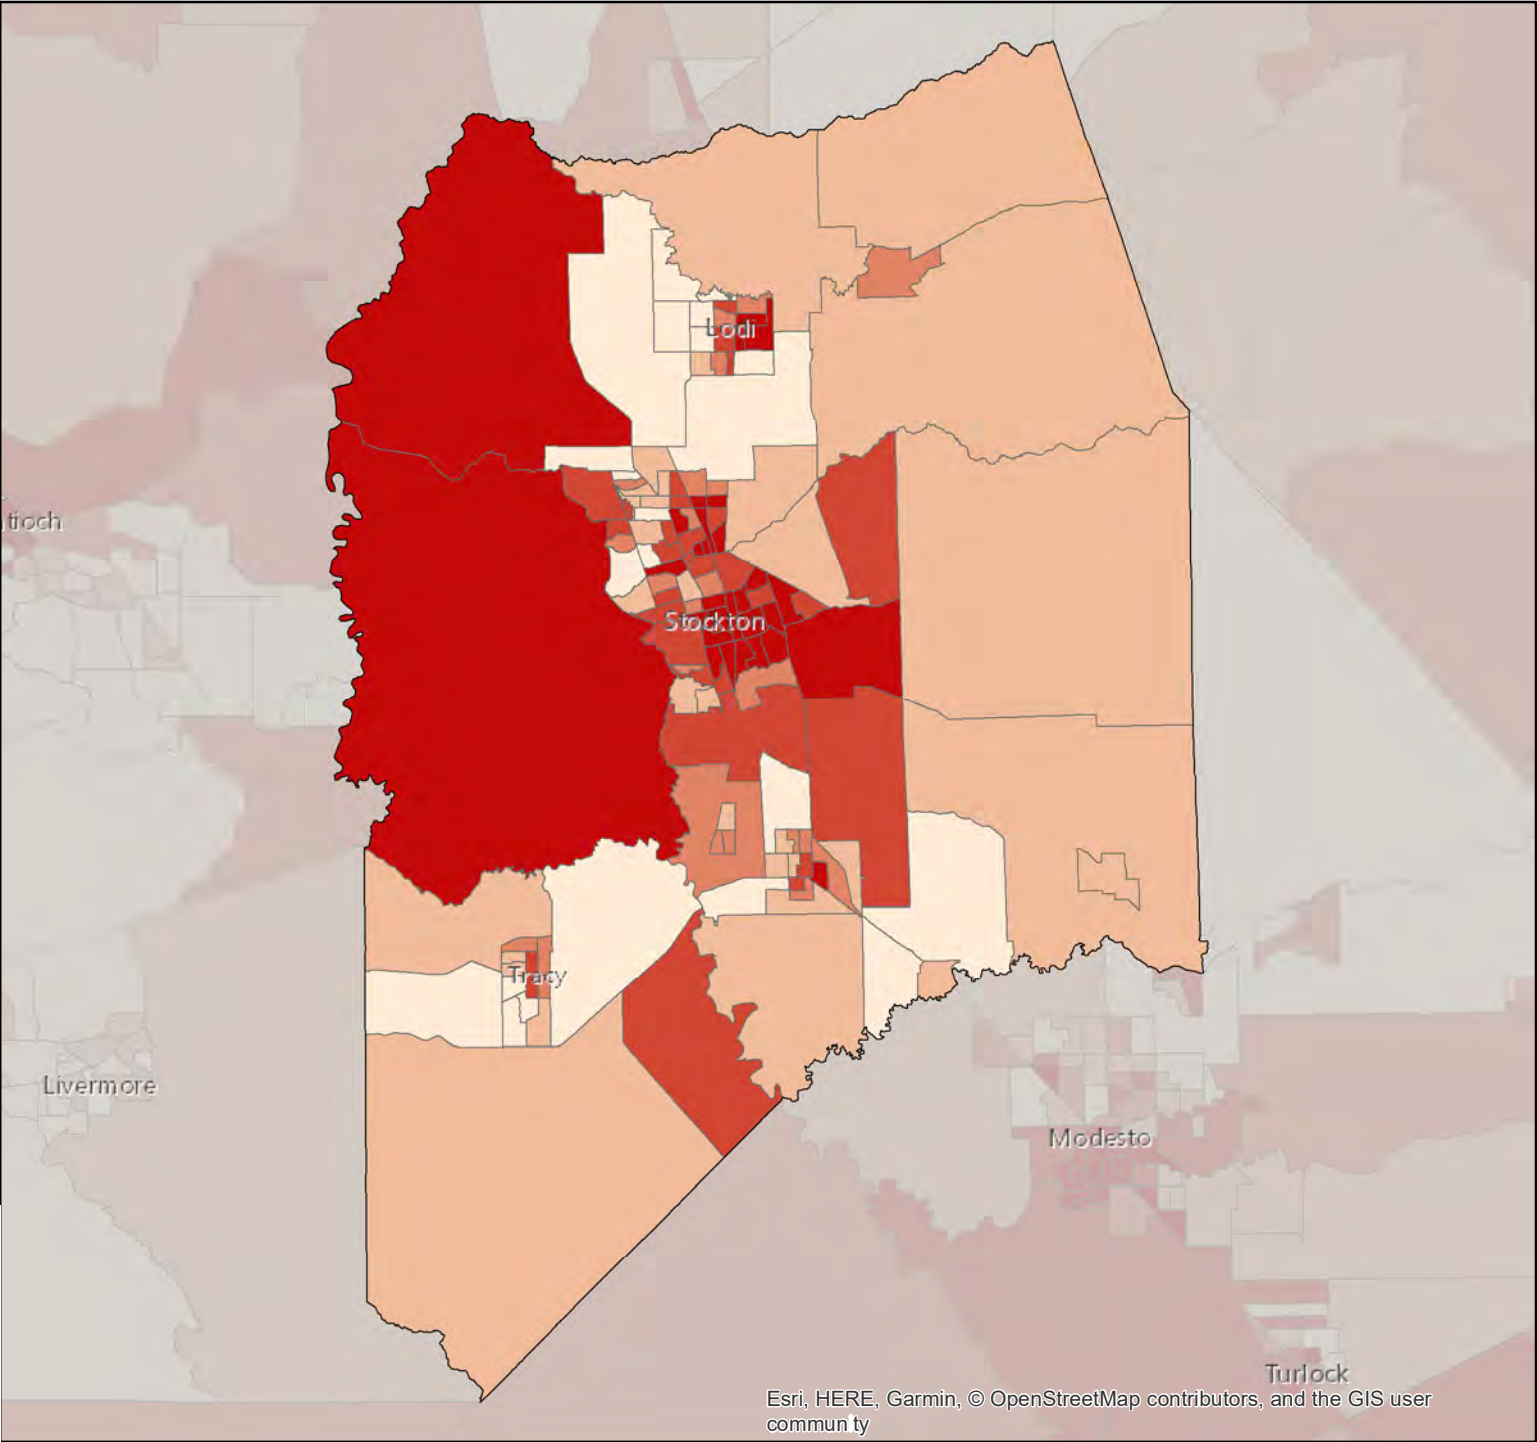 Lodi
tioch
Stockton
Tracy
Livermore
Modesto
Turlock
Esri, HERE, Garmin, © OpenStreetMap contributors, and the GIS user
community